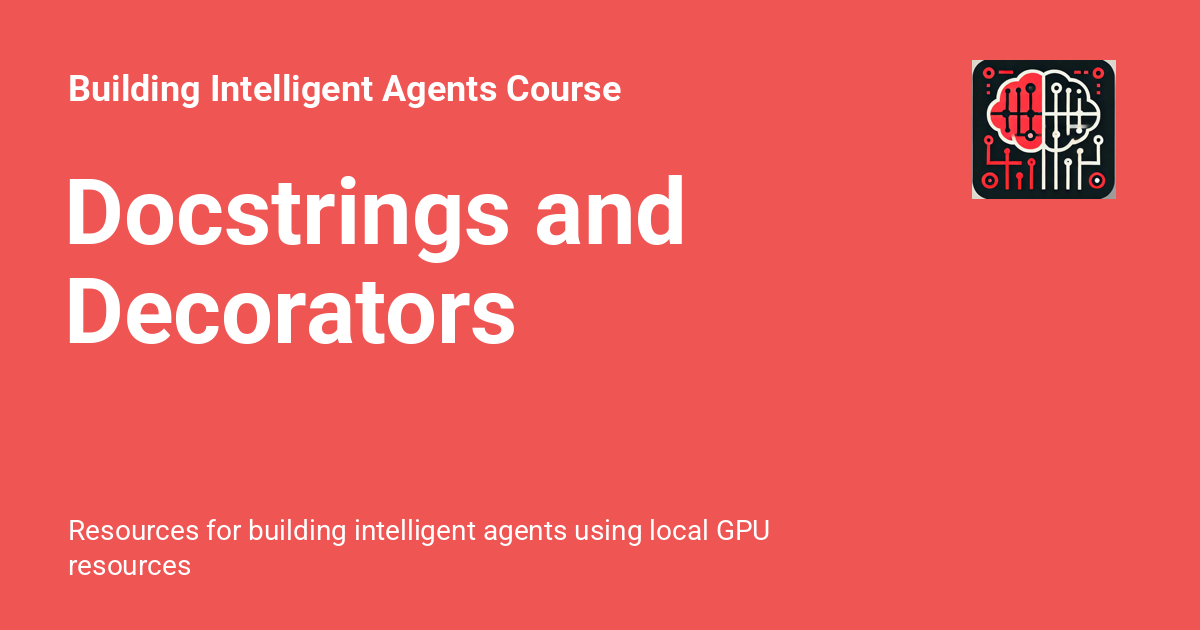 Building Intelligent Agents Course
Docstrings and
Decorators
Resources for building intelligent agents using local GPU
resources